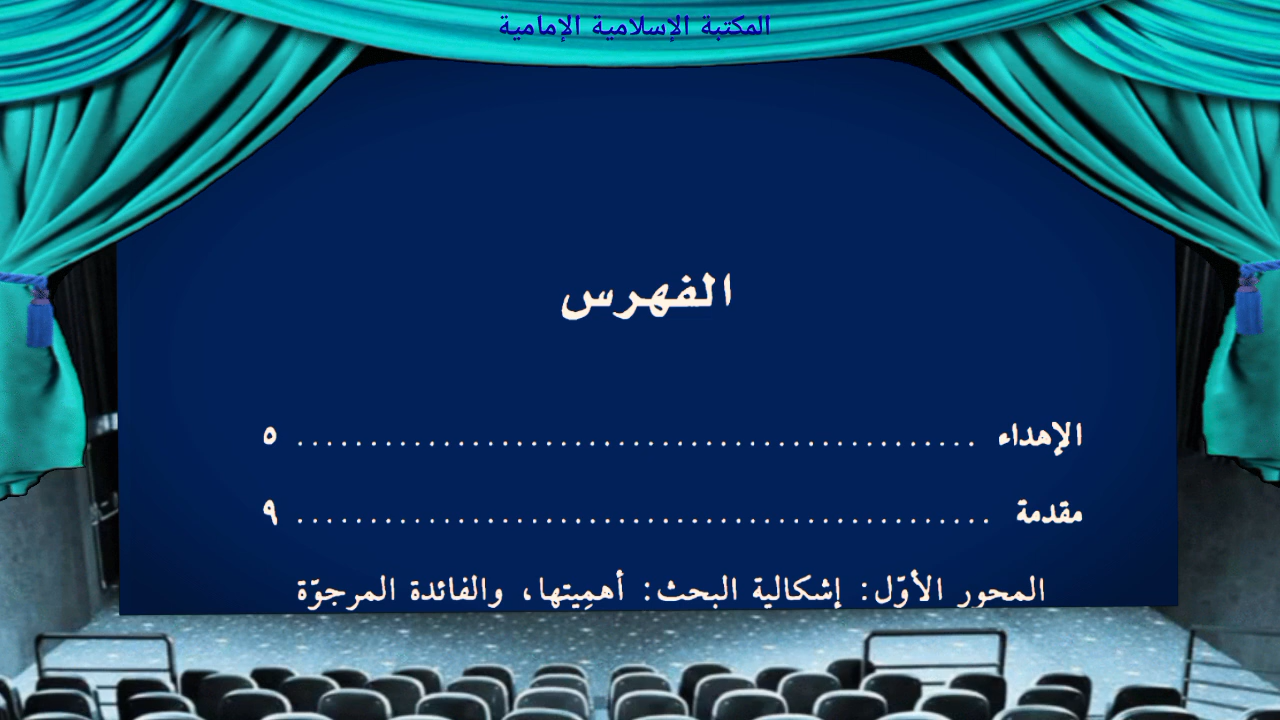 المكتبة الإسلامية الإمامية
الفهرس
الإهداء ................................................ ٥
مقدمة ................................................ ٩
المحور الأوّل: إشكالية البحث: أهمِيتها، والفائدة المرجوّة